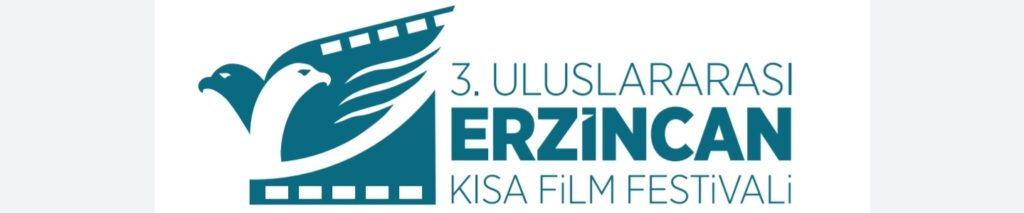 3. ULUSLARARASI
ERZİNCAN
KISA FİLM FESTİVALİ